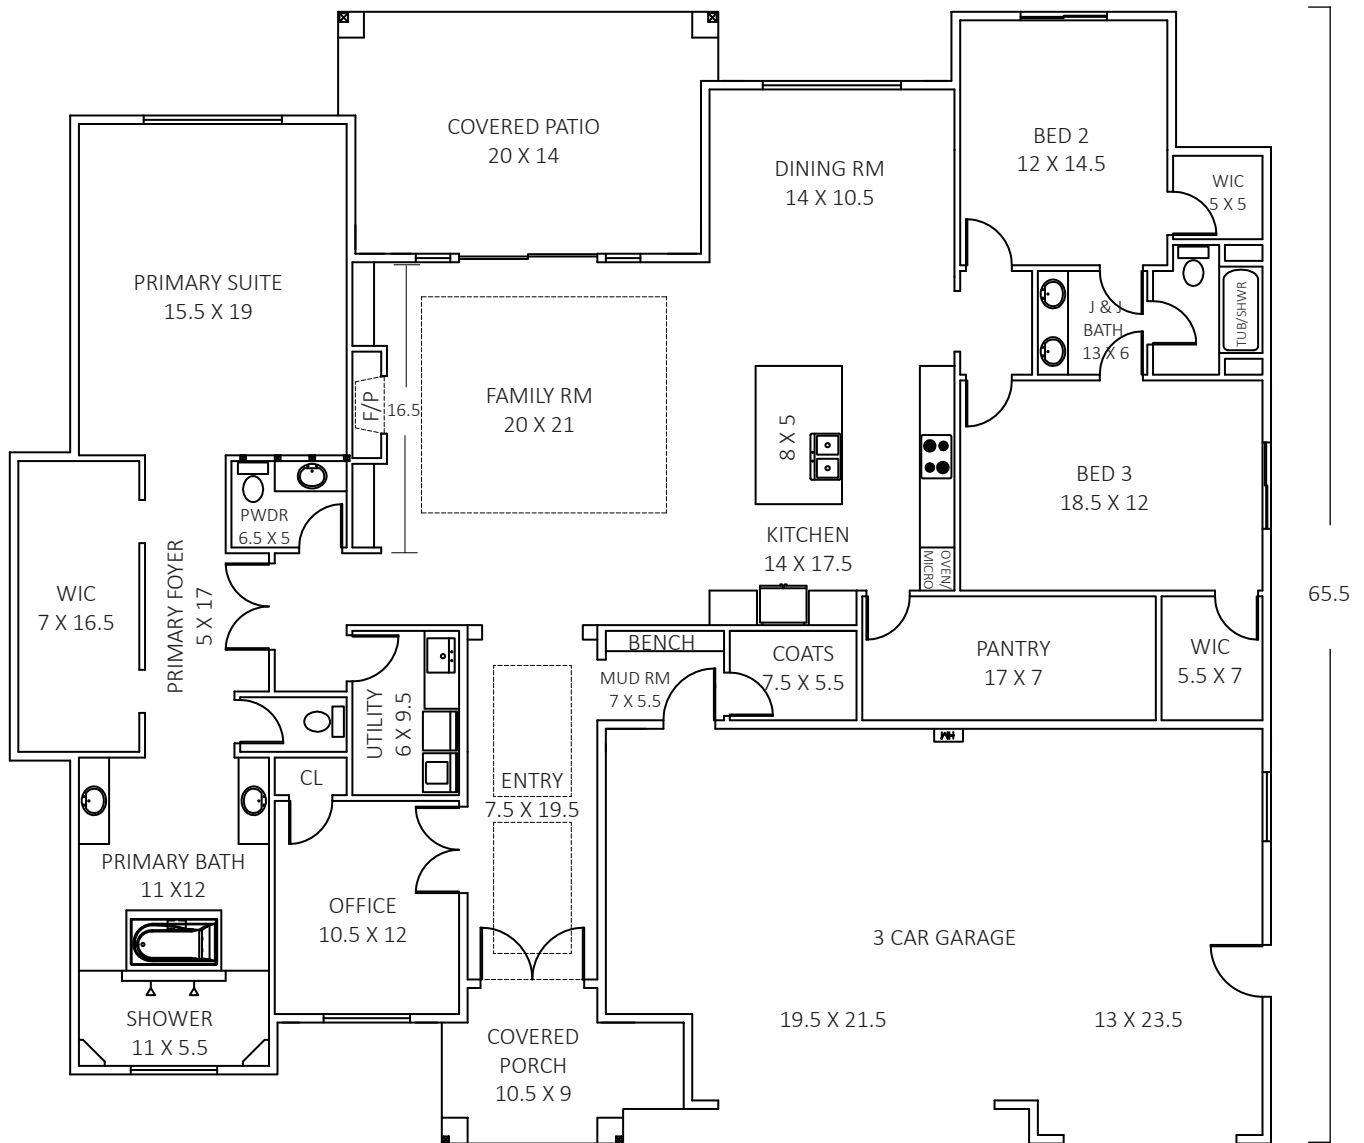 COVERED PATIO
20 X 14
DINING RM
14 X 10.5
BED 2
12 X 14.5
WIC
5 X 5
PRIMARY SUITE
15.5 X 19
J & J
BATH
13 X 6
TUB/SHWR
F/P
16.5
FAMILY RM
20 X 21
8 X 5
BED 3
18.5 X 12
PWDR
6.5 X 5
KITCHEN
14 X 17.5
OVEN/
MICRO
WIC
7 X 16.5
PRIMARY FOYER
5 X 17
65.5
BENCH
MUD RM
7 X 5.5
COATS
7.5 X 5.5
PANTRY
17 X 7
WIC
5.5 X 7
UTILITY
6 X 9.5
HM
CL
ENTRY
7.5 X 19.5
PRIMARY BATH
11 X12
OFFICE
10.5 X 12
3 CAR GARAGE
19.5 X 21.5
13 X 23.5
SHOWER
11 X 5.5
COVERED
PORCH
10.5 X 9